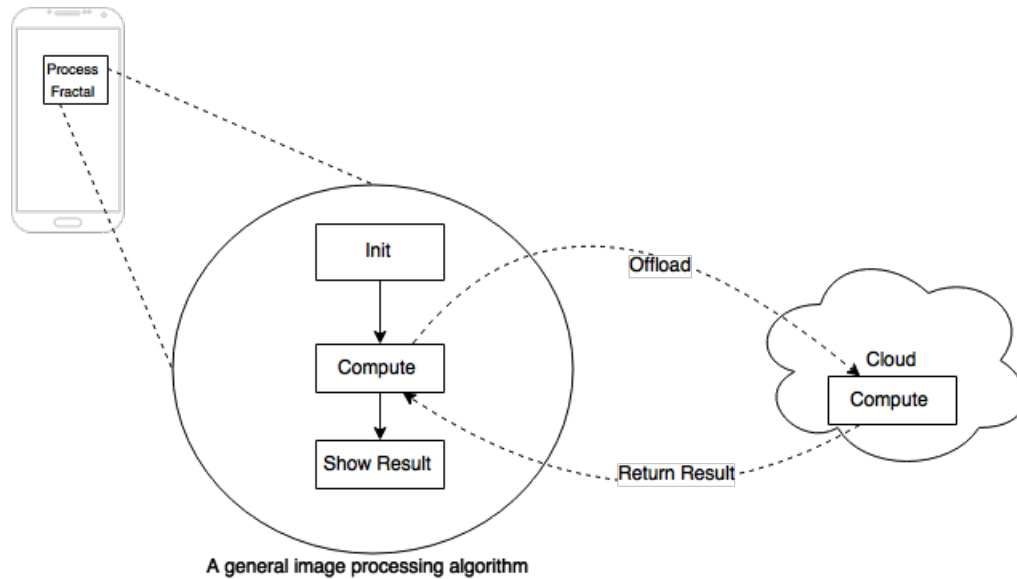 Process
Fractal
Init
Offload
Cloud
Compute
Compute
Show Result
Return Result
A general image processing algorithm